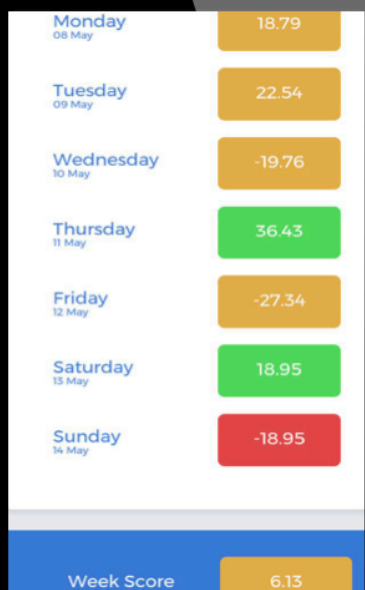 Monday 18.79
08 May
Tuesday 22.54
09 May
Wednesday -19.76
10 May
Thursday 36.43
11 May
Friday -27.34
12 May
Saturday 18.95
13 May
Sunday -18.95
14 May
Week Score 6.13